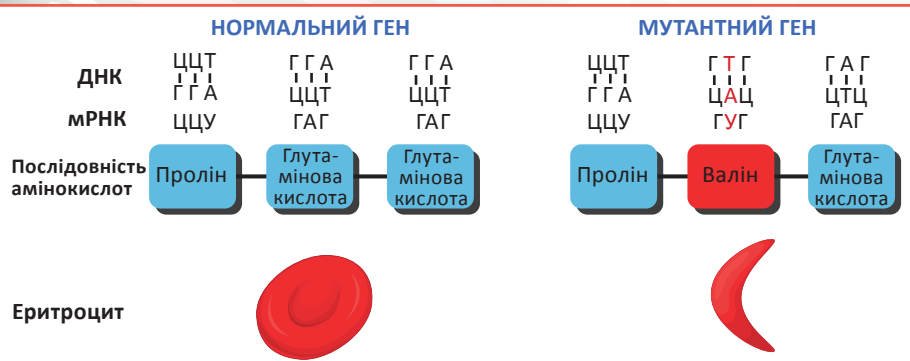 НОРМАЛЬНИЙ ГЕН МУТАНТНИЙ ГЕН
ДНК ЦЦТ ГГА ГГА ЦЦТ ГТГ ГАГ
ГГА ЦЦТ ЦЦТ ГГА ЦАЦ ЦТЦ
мРНК ЦЦУ ГАГ ГАГ ЦЦУ ГУГ ГАГ
Послідовність амінокислот
Пролін
Глута-
мінова
кислота
Глута-
мінова
кислота
Пролін
Валін
Глута-
мінова
кислота
Еритроцит